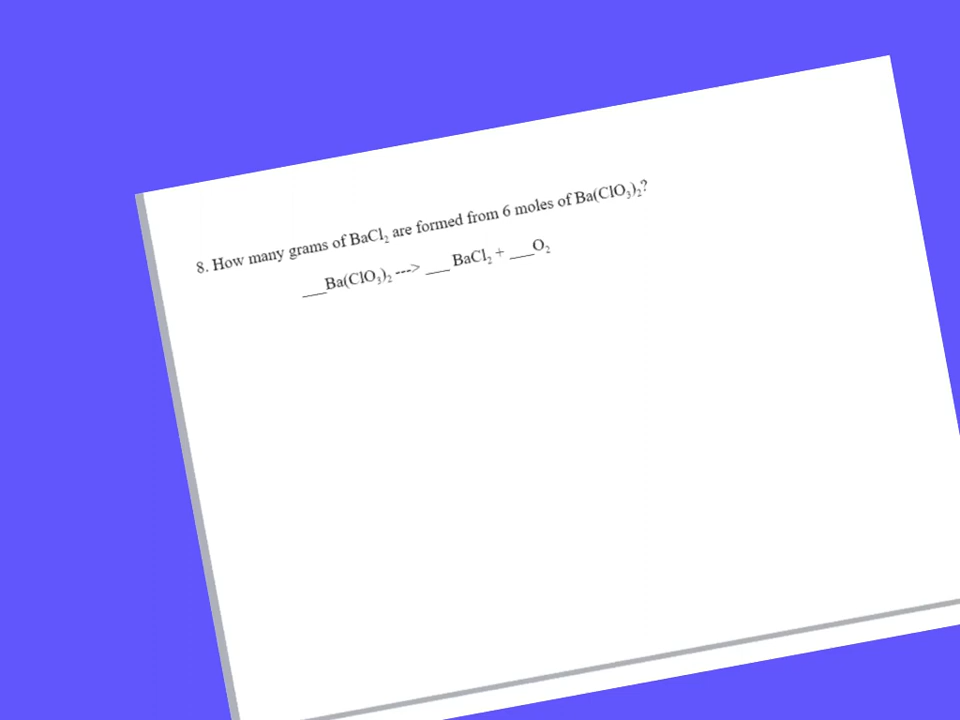 8. How many grams of BaCl₂ are formed from 6 moles of Ba(ClO₃)₂?
___Ba(ClO₃)₂ ---> ___ BaCl₂ + ___O₂